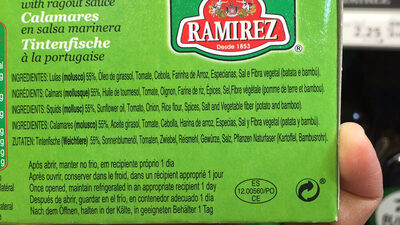 with ragout sauce
Calamares
en salsa marinera
Tintenfische
à la portugaise
RAMIREZ
®
Desde 1853
2.25
INGREDIENTES: Lulas (molusco) 55%, Óleo de girassol, Tomate, Cebola, Farinha de Arroz, Especiarias, Sal e Fibra vegetal (batata e bambú).
INGRÉDIENTS: Calmars (molusque) 55%, Huile de tournesol, Tomate, Oignon, Farine de riz, Épices, Sel, Fibre végétale (pomme de terre et bambou).
INGREDIENTS: Squids (mollusc) 55%, Sunflower oil, Tomato, Onion, Rice flour, Spices, Salt and Vegetable fiber (potato and bamboo).
INGREDIENTES: Calamares (molusco) 55%, Aceite girasol, Tomate, Cebolla, Harina de arroz, Especias, Sal y Fibra vegetal (patata y bambú).
ZUTATEN: Tintenfische (Weichtiere) 55%, Sonnenblumenöl, Tomaten, Zwiebel, Reismehl, Gewürze, Salz, Pflanzen Naturfaser (Kartoffel, Bambusrohr).
Após abrir, manter no frio, em recipiente próprio 1 dia
Après ouvrir, conserver dans le froid, dans un récipient approprié 1 jour
Once opened, maintain refrigerated in an appropriate recipient 1 day
Después de abrir, guardar en el frío, en contenedor adecuado 1 día
Nach dem Öffnen, halten in der Kälte, in geeigneten Behälter 1 Tag
ES
12.00560/PO
CE